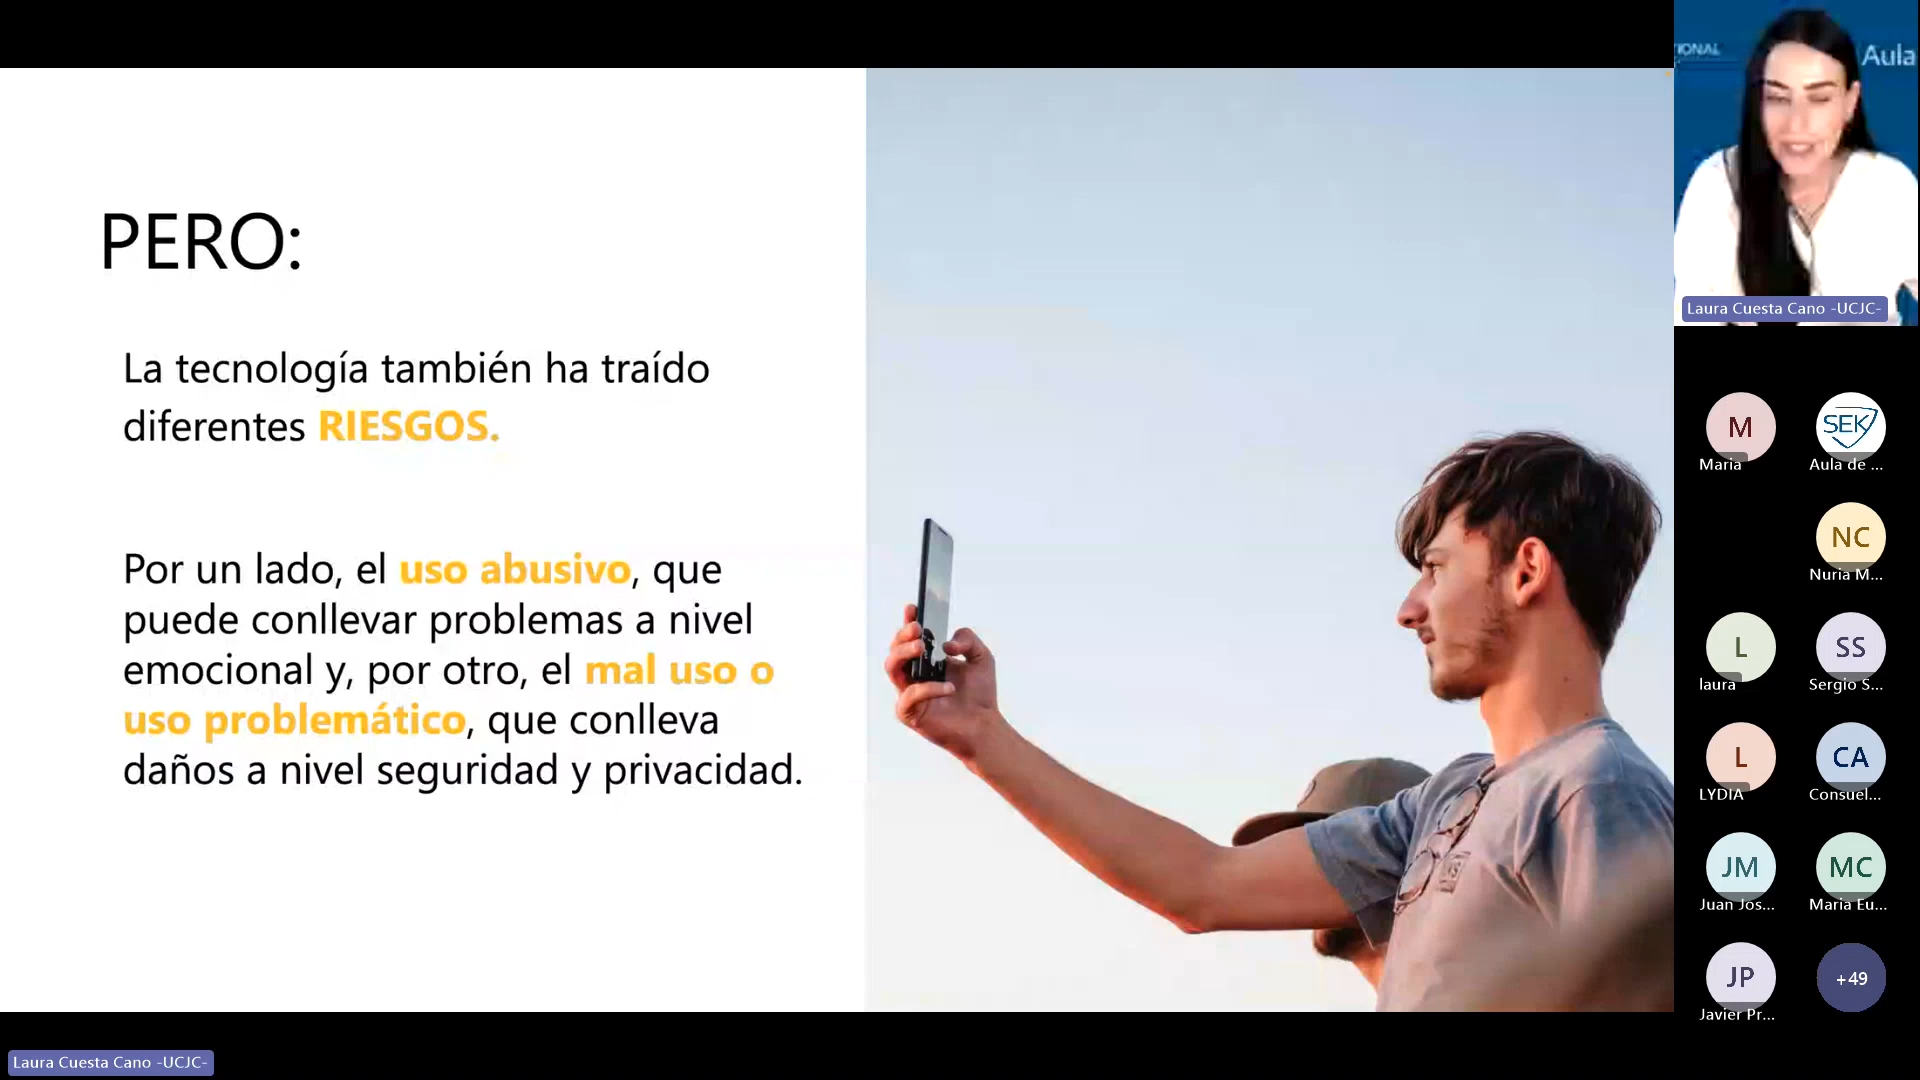 PERO:
La tecnología también ha traído
diferentes RIESGOS.
Por un lado, el uso abusivo, que
puede conllevar problemas a nivel
emocional y, por otro, el mal uso o
uso problemático, que conlleva
daños a nivel seguridad y privacidad.
IONAL
Aula
Laura Cuesta Cano -UCJC-
M
Maria
SEK
Aula de ...
NC
Nuria M...
L
laura
SS
Sergio S...
L
LYDIA
CA
Consuel...
JM
Juan Jos...
MC
Maria Eu...
JP
Javier Pr...
+49
Laura Cuesta Cano -UCJC-